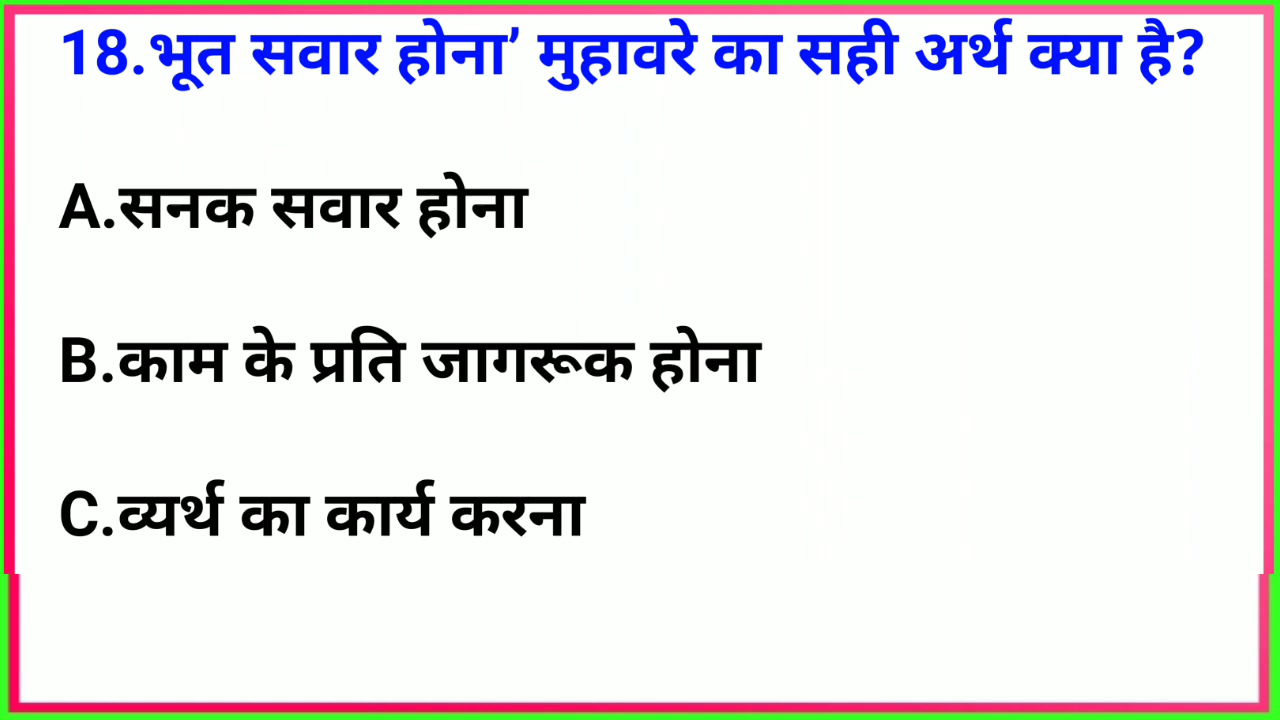 18.भूत सवार होना’ मुहावरे का सही अर्थ क्या है?
A.सनक सवार होना
B.काम के प्रति जागरूक होना
C.व्यर्थ का कार्य करना